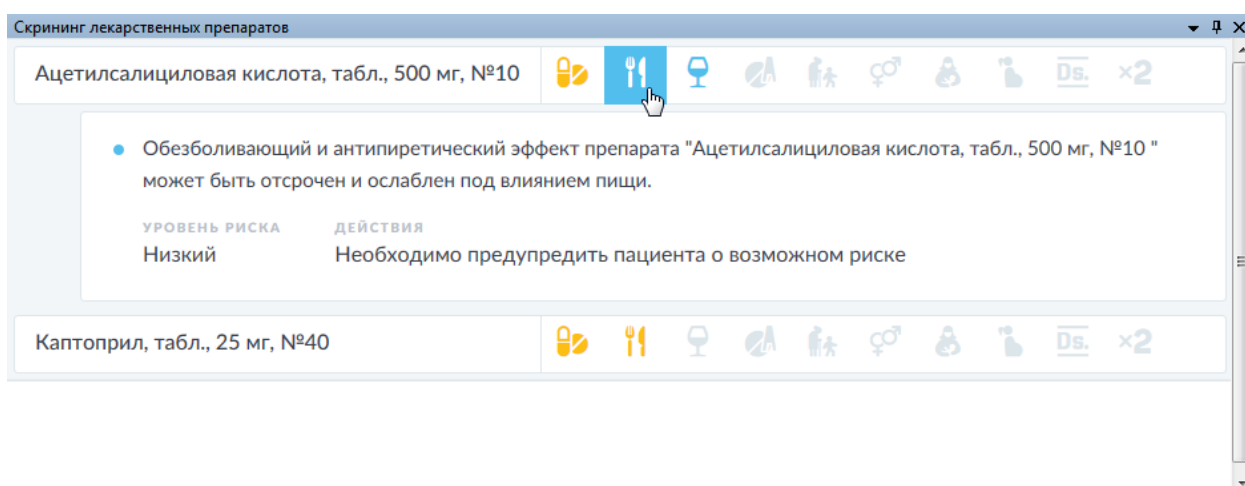 Скрининг лекарственных препаратов
Ацетилсалициловая кислота, табл., 500 мг, №10
Ds.
×2
Обезболивающий и антипиретический эффект препарата "Ацетилсалициловая кислота, табл., 500 мг, №10 "
может быть отсрочен и ослаблен под влиянием пищи.
УРОВЕНЬ РИСКА
ДЕЙСТВИЯ
Низкий
Необходимо предупредить пациента о возможном риске
Каптоприл, табл., 25 мг, №40
Ds.
×2